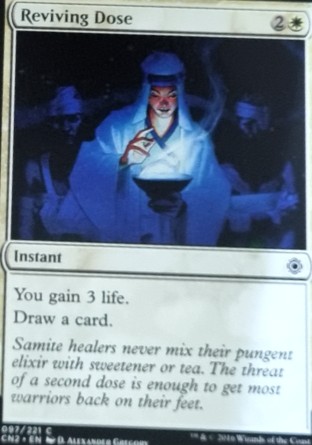 Reviving Dose 2
Instant
You gain 3 life.
Draw a card.
Samite healers never mix their pungent
elixir with sweetener or tea. The threat
of a second dose is enough to get most
warriors back on their feet.
097/221 C
CN2 • EN D. Alexander Gregory ™ & © 2016 Wizards of the Coast